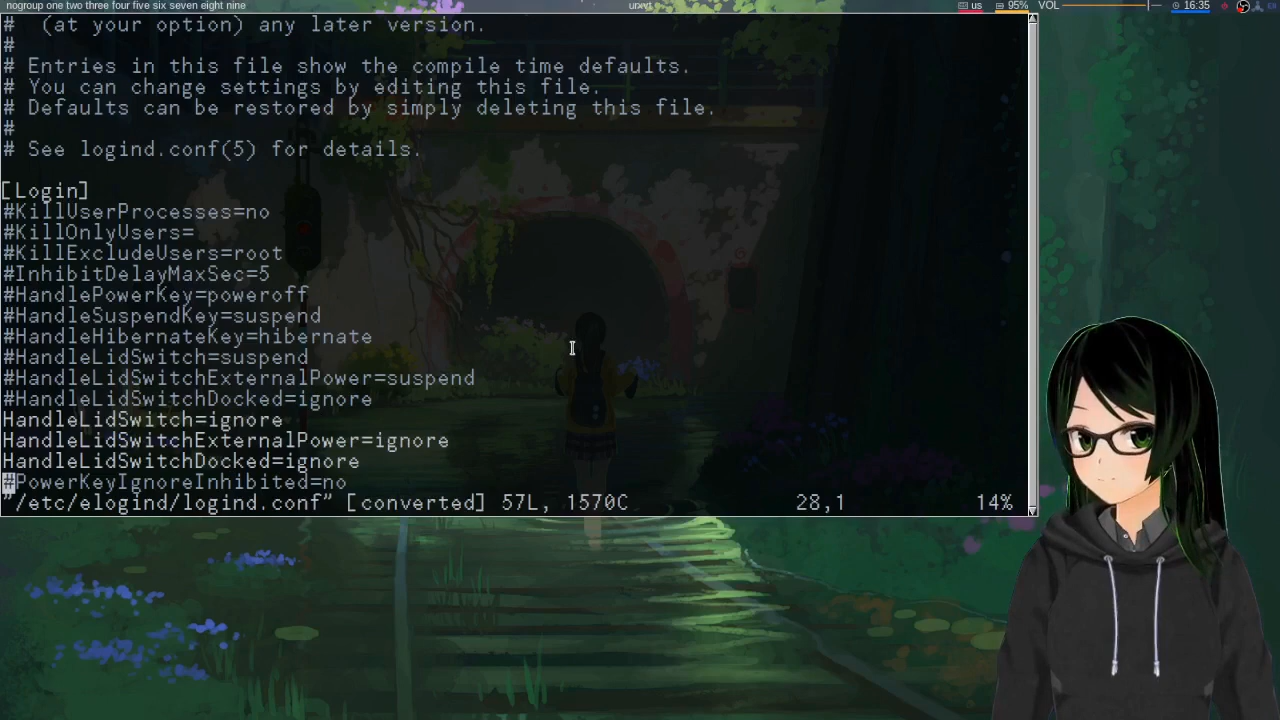 nogroup one two three four five six seven eight nine
urxvt
us 95% VOL 16:35 EN
#  (at your option) any later version.
#
# Entries in this file show the compile time defaults.
# You can change settings by editing this file.
# Defaults can be restored by simply deleting this file.
#
# See logind.conf(5) for details.
[Login]
#KillUserProcesses=no
#KillOnlyUsers=
#KillExcludeUsers=root
#InhibitDelayMaxSec=5
#HandlePowerKey=poweroff
#HandleSuspendKey=suspend
#HandleHibernateKey=hibernate
#HandleLidSwitch=suspend
#HandleLidSwitchExternalPower=suspend
#HandleLidSwitchDocked=ignore
HandleLidSwitch=ignore
HandleLidSwitchExternalPower=ignore
HandleLidSwitchDocked=ignore
#PowerKeyIgnoreInhibited=no
"/etc/elogind/logind.conf" [converted] 57L, 1570C 28,1 14%